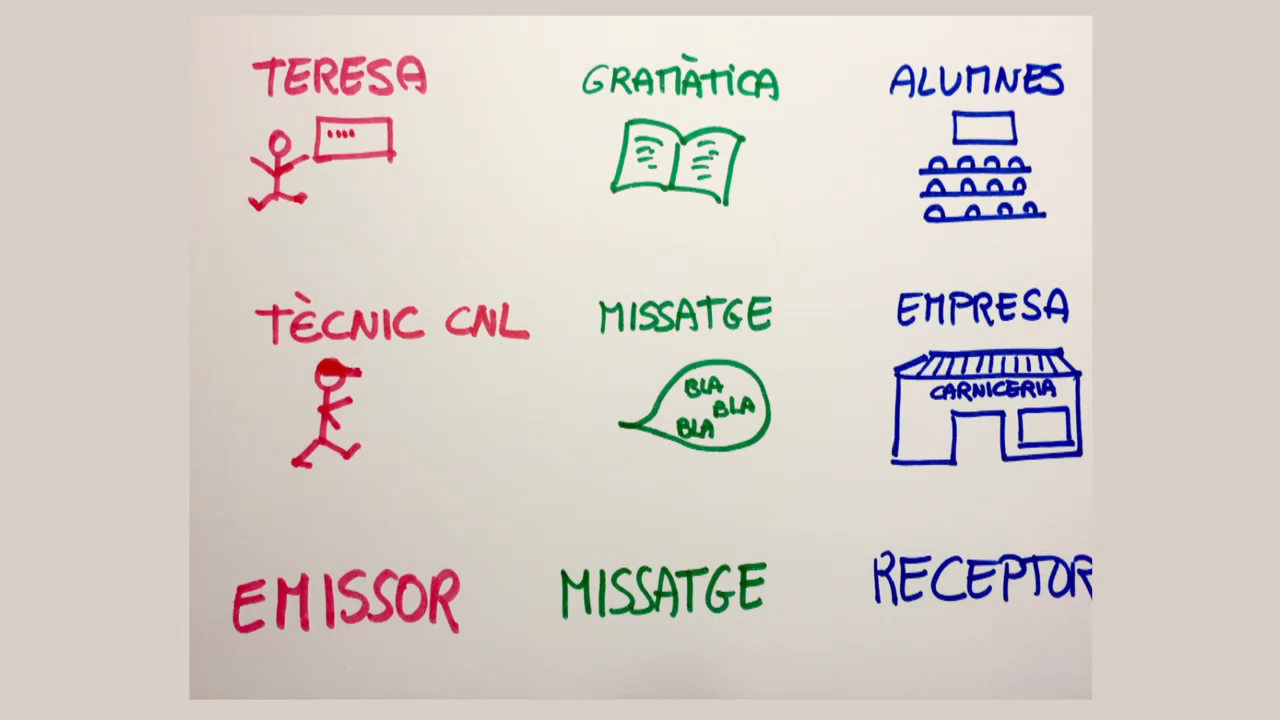 TERESA GRAMÀTICA ALUMNES
TÈCNIC CNL MISSATGE EMPRESA
BLA
BLA
BLA
CARNICERIA
EMISSOR MISSATGE RECEPTOR